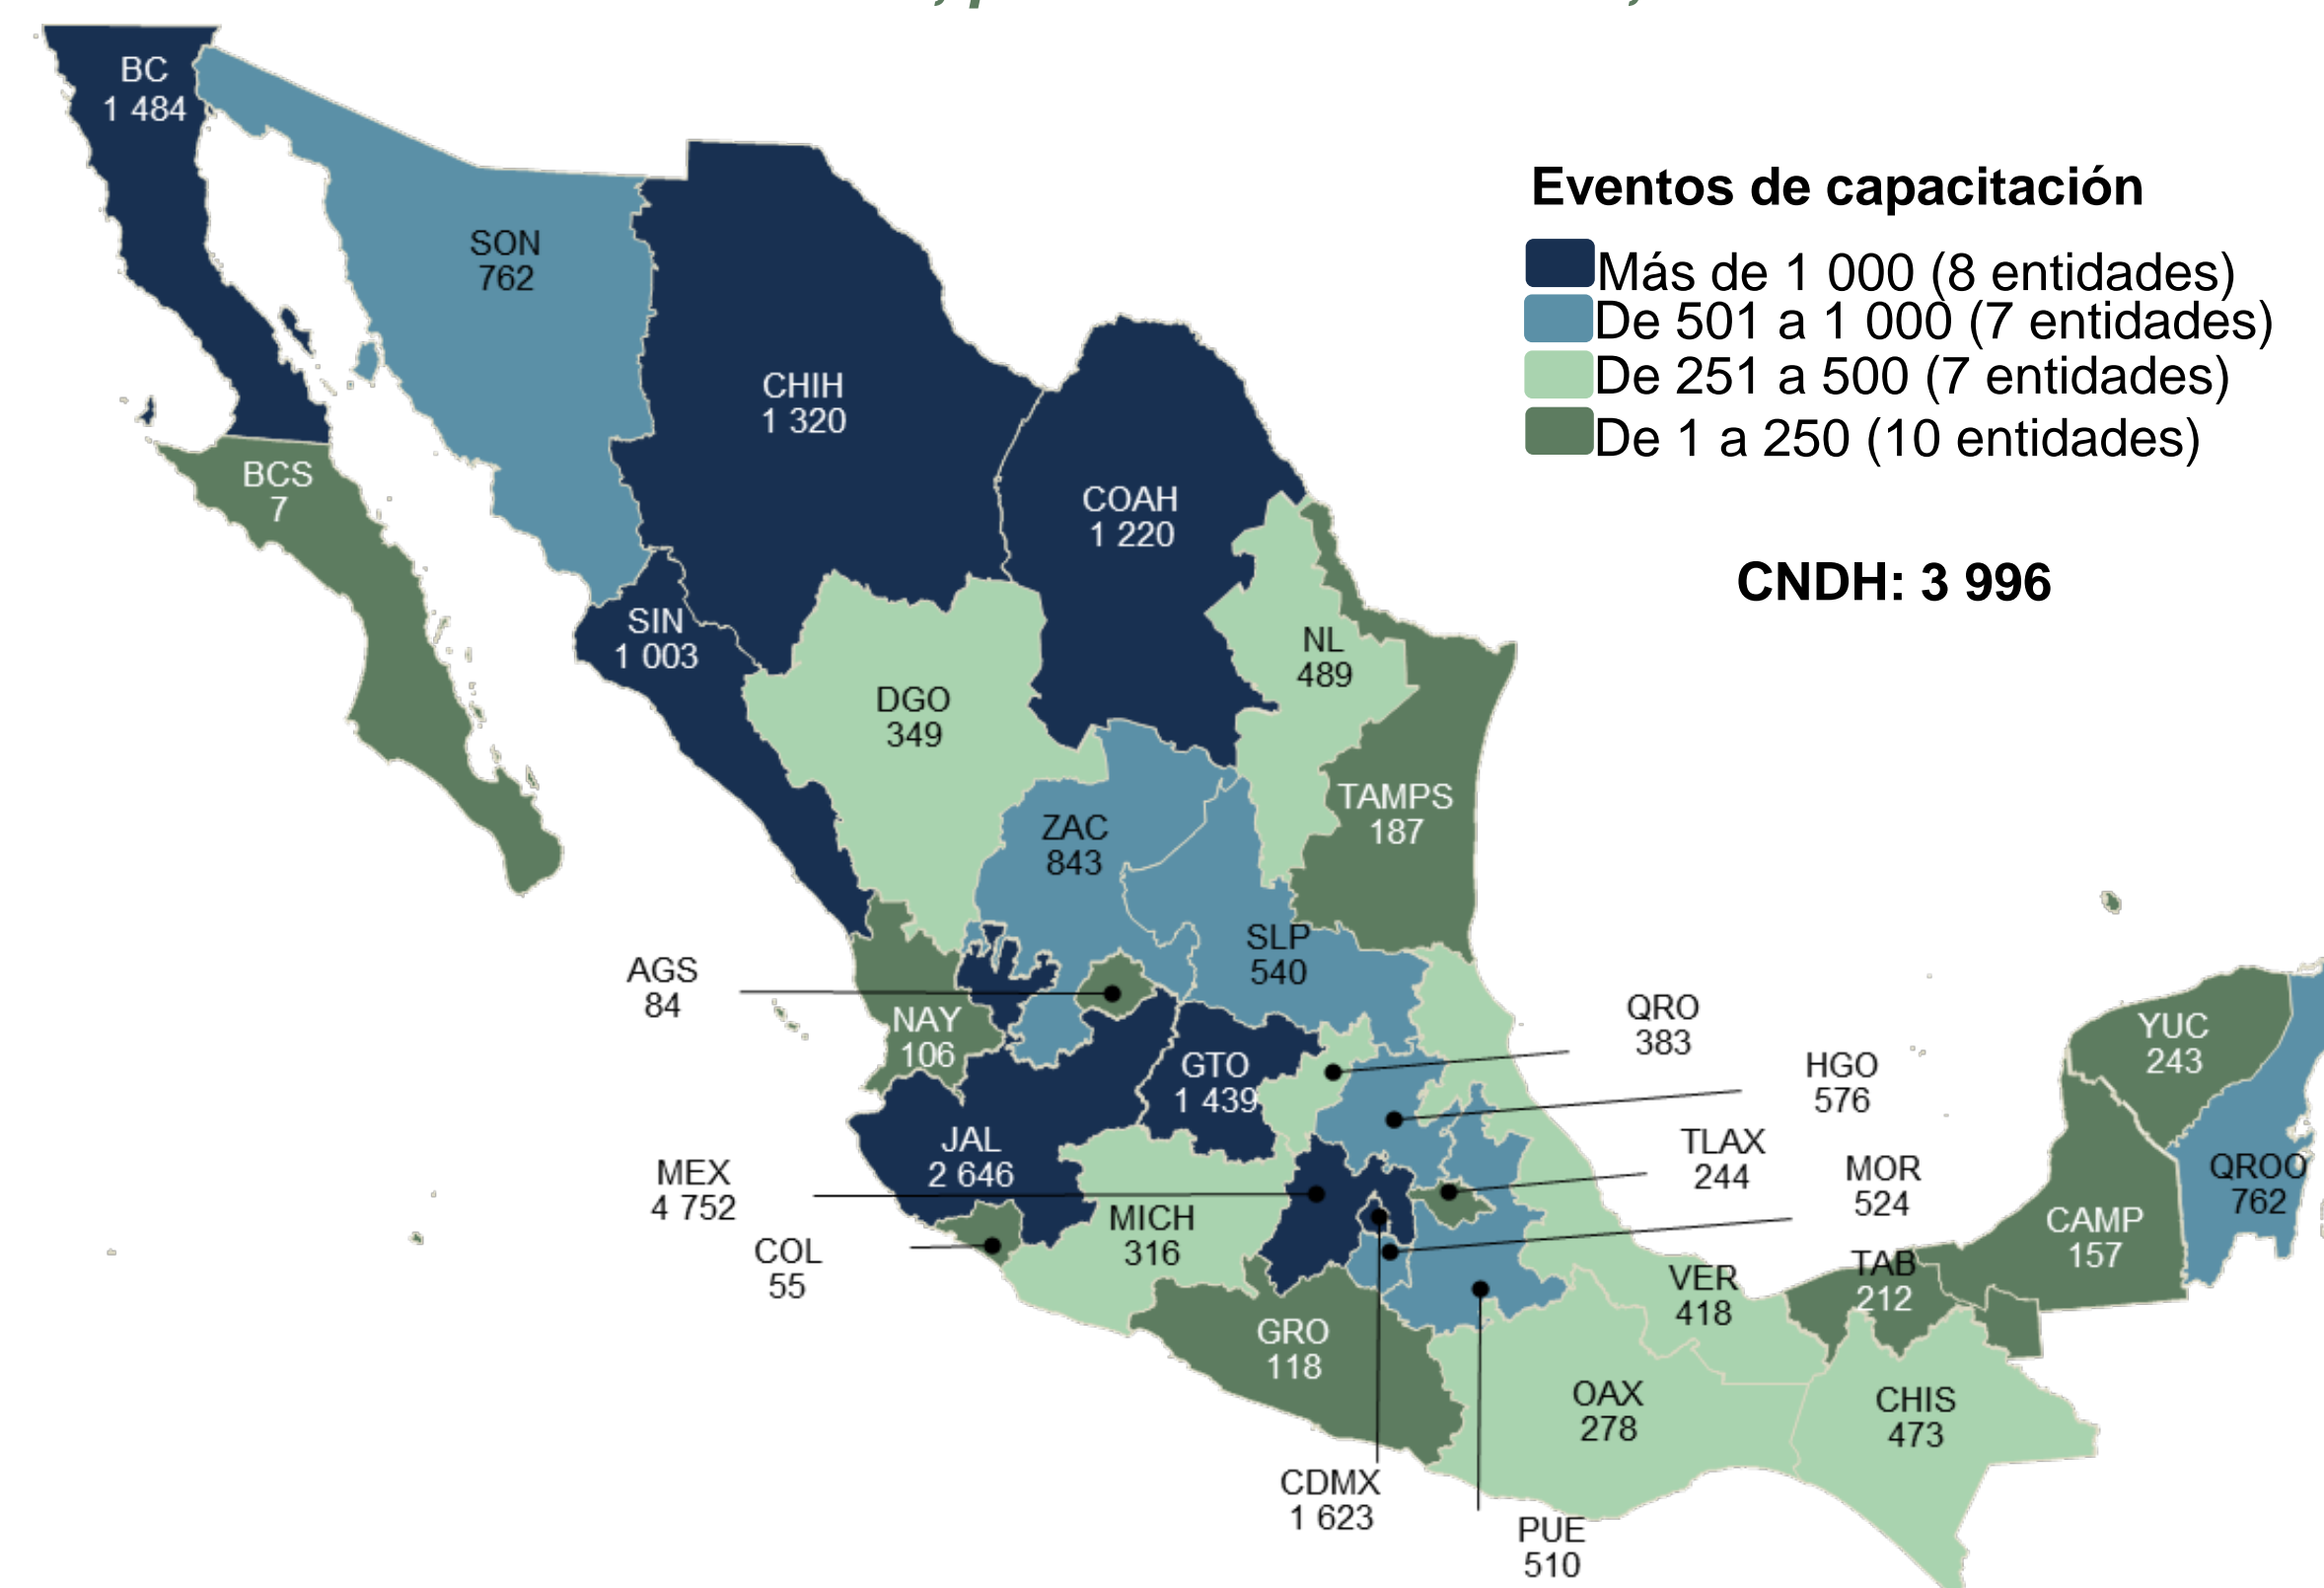 BC
1 484
SON
762
Eventos de capacitación
Más de 1 000 (8 entidades)
De 501 a 1 000 (7 entidades)
De 251 a 500 (7 entidades)
De 1 a 250 (10 entidades)
CHIH
1 320
BCS
7
COAH
1 220
CNDH: 3 996
SIN
1 003
NL
489
DGO
349
TAMPS
187
ZAC
843
SLP
540
AGS
84
NAY
106
QRO
383
YUC
243
GTO
1 439
HGO
576
JAL
2 646
TLAX
244
MEX
4 752
MOR
524
QROO
762
MICH
316
CAMP
157
COL
55
TAB
212
VER
418
GRO
118
OAX
278
CHIS
473
CDMX
1 623
PUE
510